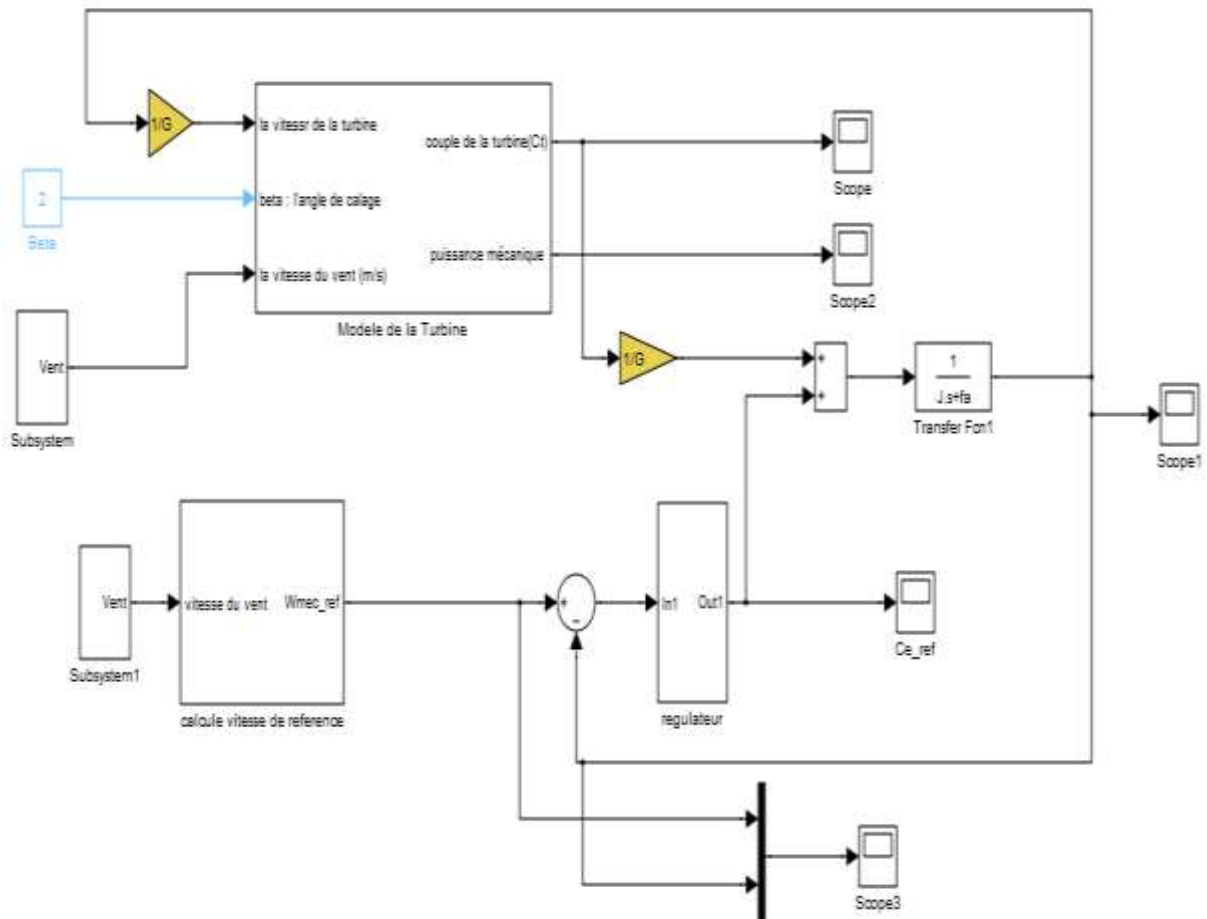 1/G
la vitessr de la turbine
couple de la turbine(Ct)
Scope
2
Beta
beta : l'angle de calage
puissance mécanique
Scope2
la vitesse du vent (m/s)
Modele de la Turbine
Vent
Subsystem
1/G
+
+
1
J.s+fa
Transfer Fcn1
Scope1
Vent
Subsystem1
vitesse du vent
Wmec_ref
calcule vitesse de reference
+
-
In1
Out1
regulateur
Ce_ref
Scope3